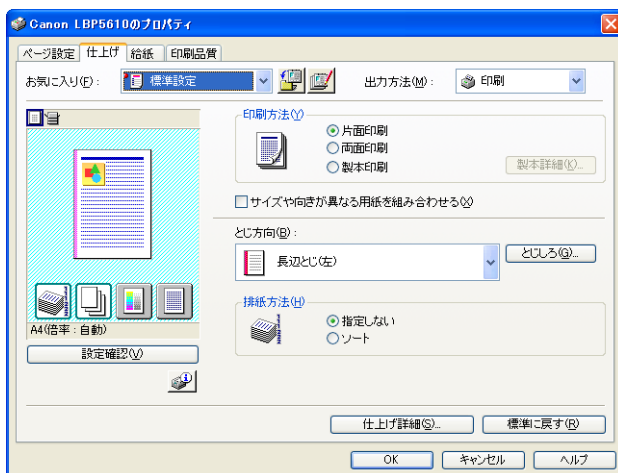 Canon LBP5610のプロパティ
ページ設定 仕上げ 給紙 印刷品質
お気に入り(F): 標準設定 出力方法(M): 印刷
印刷方法(Y)
片面印刷
両面印刷
製本印刷 製本詳細(K)...
サイズや向きが異なる用紙を組み合わせる(X)
とじ方向(B):
長辺とじ(左) とじしろ(G)...
排紙方法(H)
指定しない
ソート
A4(倍率：自動)
設定確認(V)
仕上げ詳細(S)... 標準に戻す(R)
OK キャンセル ヘルプ